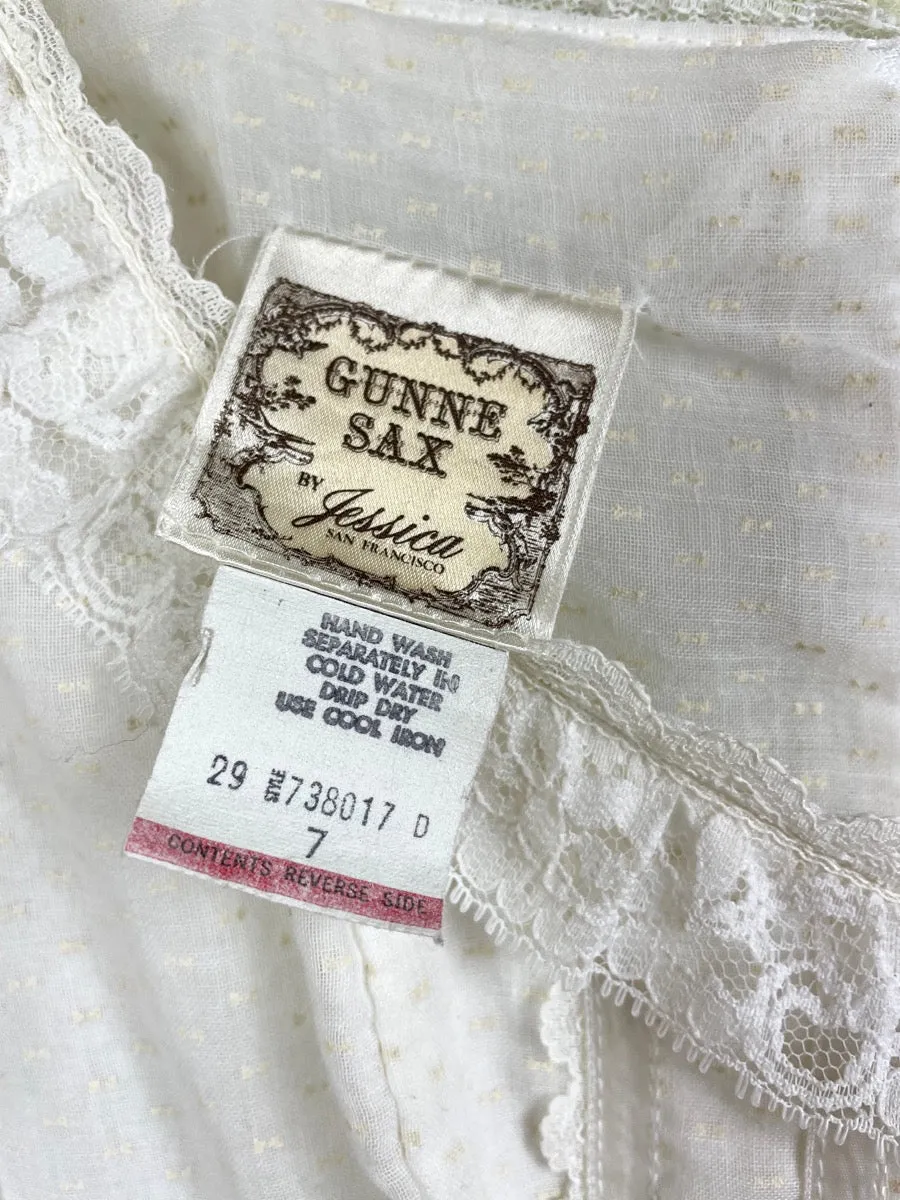 GUNNE
SAX
BY
Jessica
SAN FRANCISCO
HAND WASH
SEPARATELY IN
COLD WATER
DRIP DRY
USE COOL IRON
29 STYLE 738017 D
7
CONTENTS REVERSE SIDE